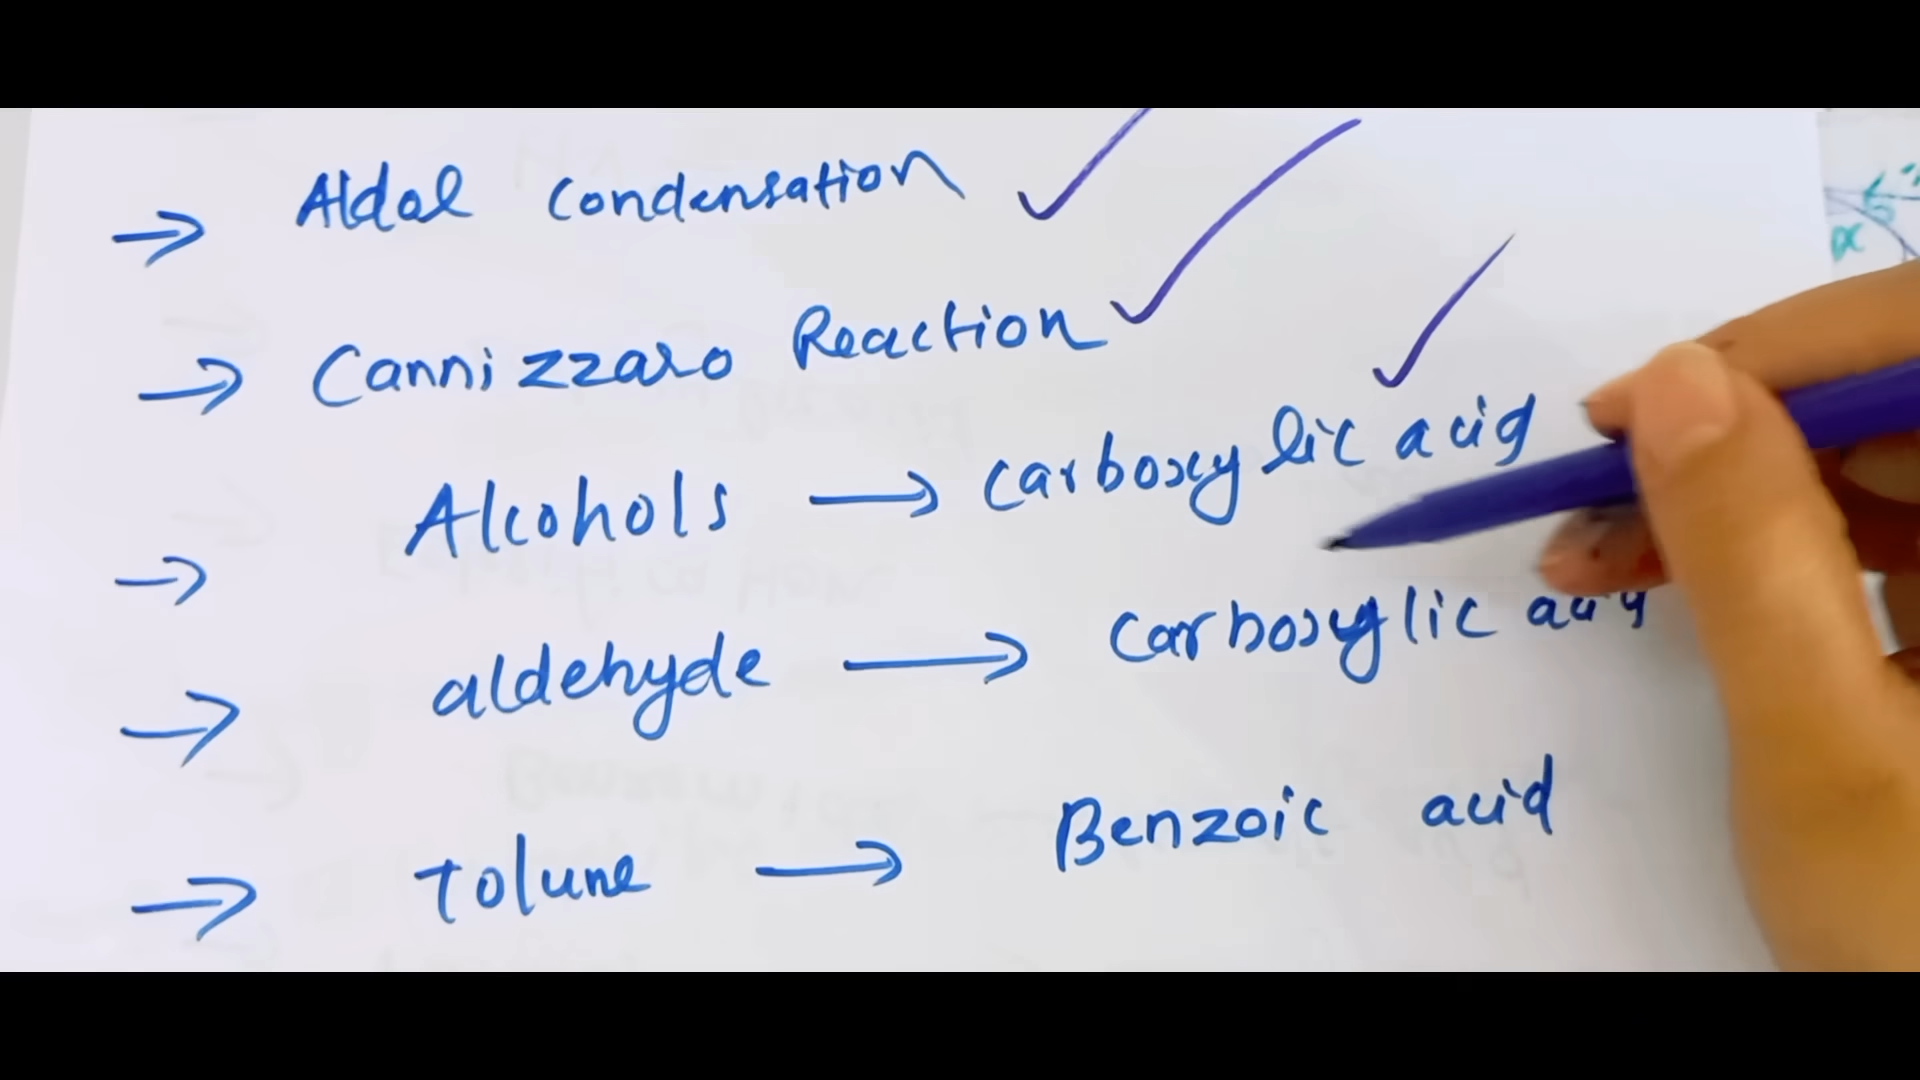 → Aldol Condensation ✓
→ Cannizzaro Reaction ✓
→ Alcohols → Carboxylic acid ✓
→ aldehyde → Carboxylic acid
→ tolune → Benzoic acid